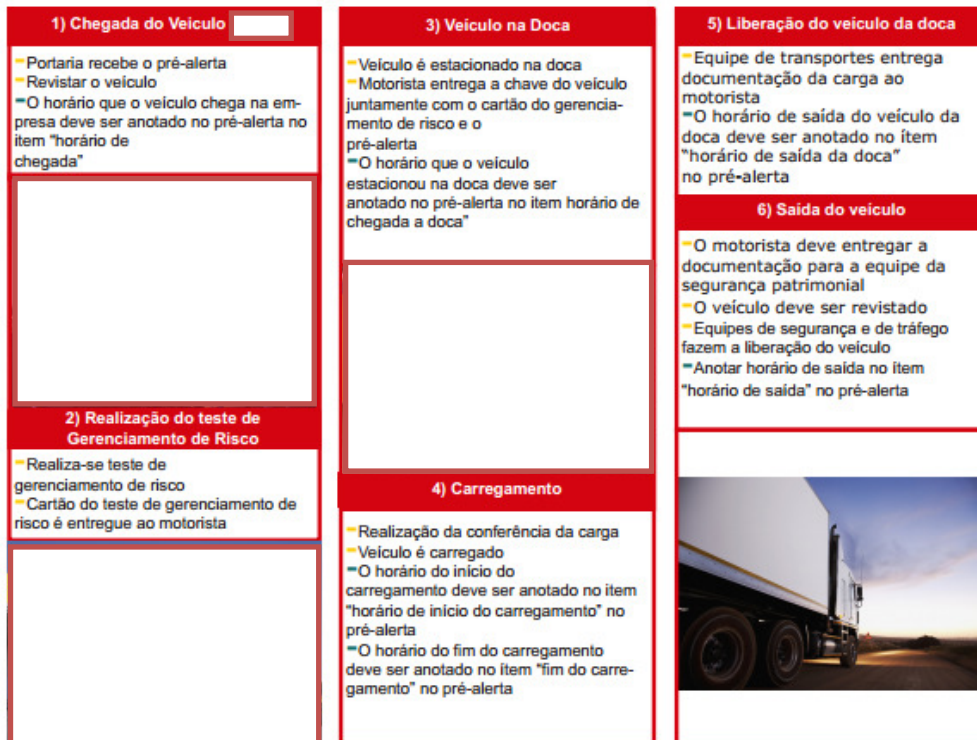 1) Chegada do Veiculo
-Portaria recebe o pré-alerta
-Revistar o veículo
-O horário que o veículo chega na em-
presa deve ser anotado no pré-alerta no
item "horário de
chegada"
2) Realização do teste de
Gerenciamento de Risco
-Realiza-se teste de
gerenciamento de risco
-Cartão do teste de gerenciamento de
risco é entregue ao motorista
3) Veiculo na Doca
-Veículo é estacionado na doca
-Motorista entrega a chave do veículo
juntamente com o cartão do gerencia-
mento de risco e o
pré-alerta
-O horário que o veículo
estacionou na doca deve ser
anotado no pré-alerta no item horário de
chegada a doca"
4) Carregamento
-Realização da conferência da carga
-Veículo é carregado
-O horário do início do
carregamento deve ser anotado no item
"horário de início do carregamento" no
pré-alerta
-O horário do fim do carregamento
deve ser anotado no ítem "fim do carre-
gamento" no pré-alerta
5) Liberação do veiculo da doca
-Equipe de transportes entrega
documentação da carga ao
motorista
-O horário de saída do veículo da
doca deve ser anotado no ítem
"horário de saída da doca"
no pré-alerta
6) Saida do veiculo
-O motorista deve entregar a
documentação para a equipe da
segurança patrimonial
-O veículo deve ser revistado
-Equipes de segurança e de tráfego
fazem a liberação do veículo
-Anotar horário de saída no ítem
"horário de saída" no pré-alerta